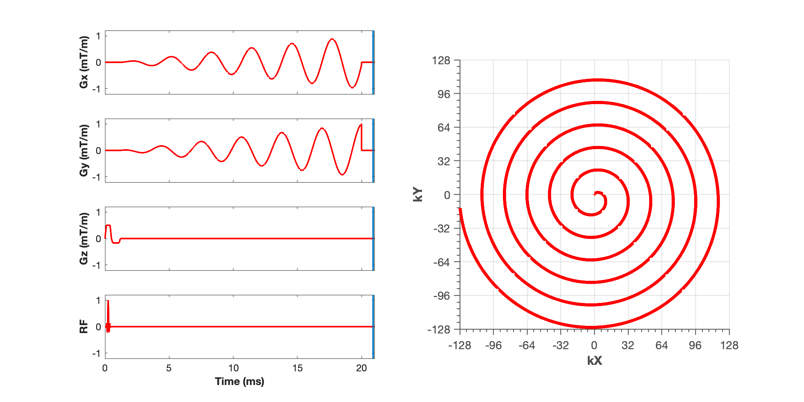 Gx (mT/m)
1
0
-1
Gy (mT/m)
1
0
-1
Gz (mT/m)
1
0
-1
RF
1
0
-1
0 5 10 15 20
Time (ms)
kY
128
96
64
32
0
-32
-64
-96
-128
-128 -96 -64 -32 0 32 64 96 128
kX